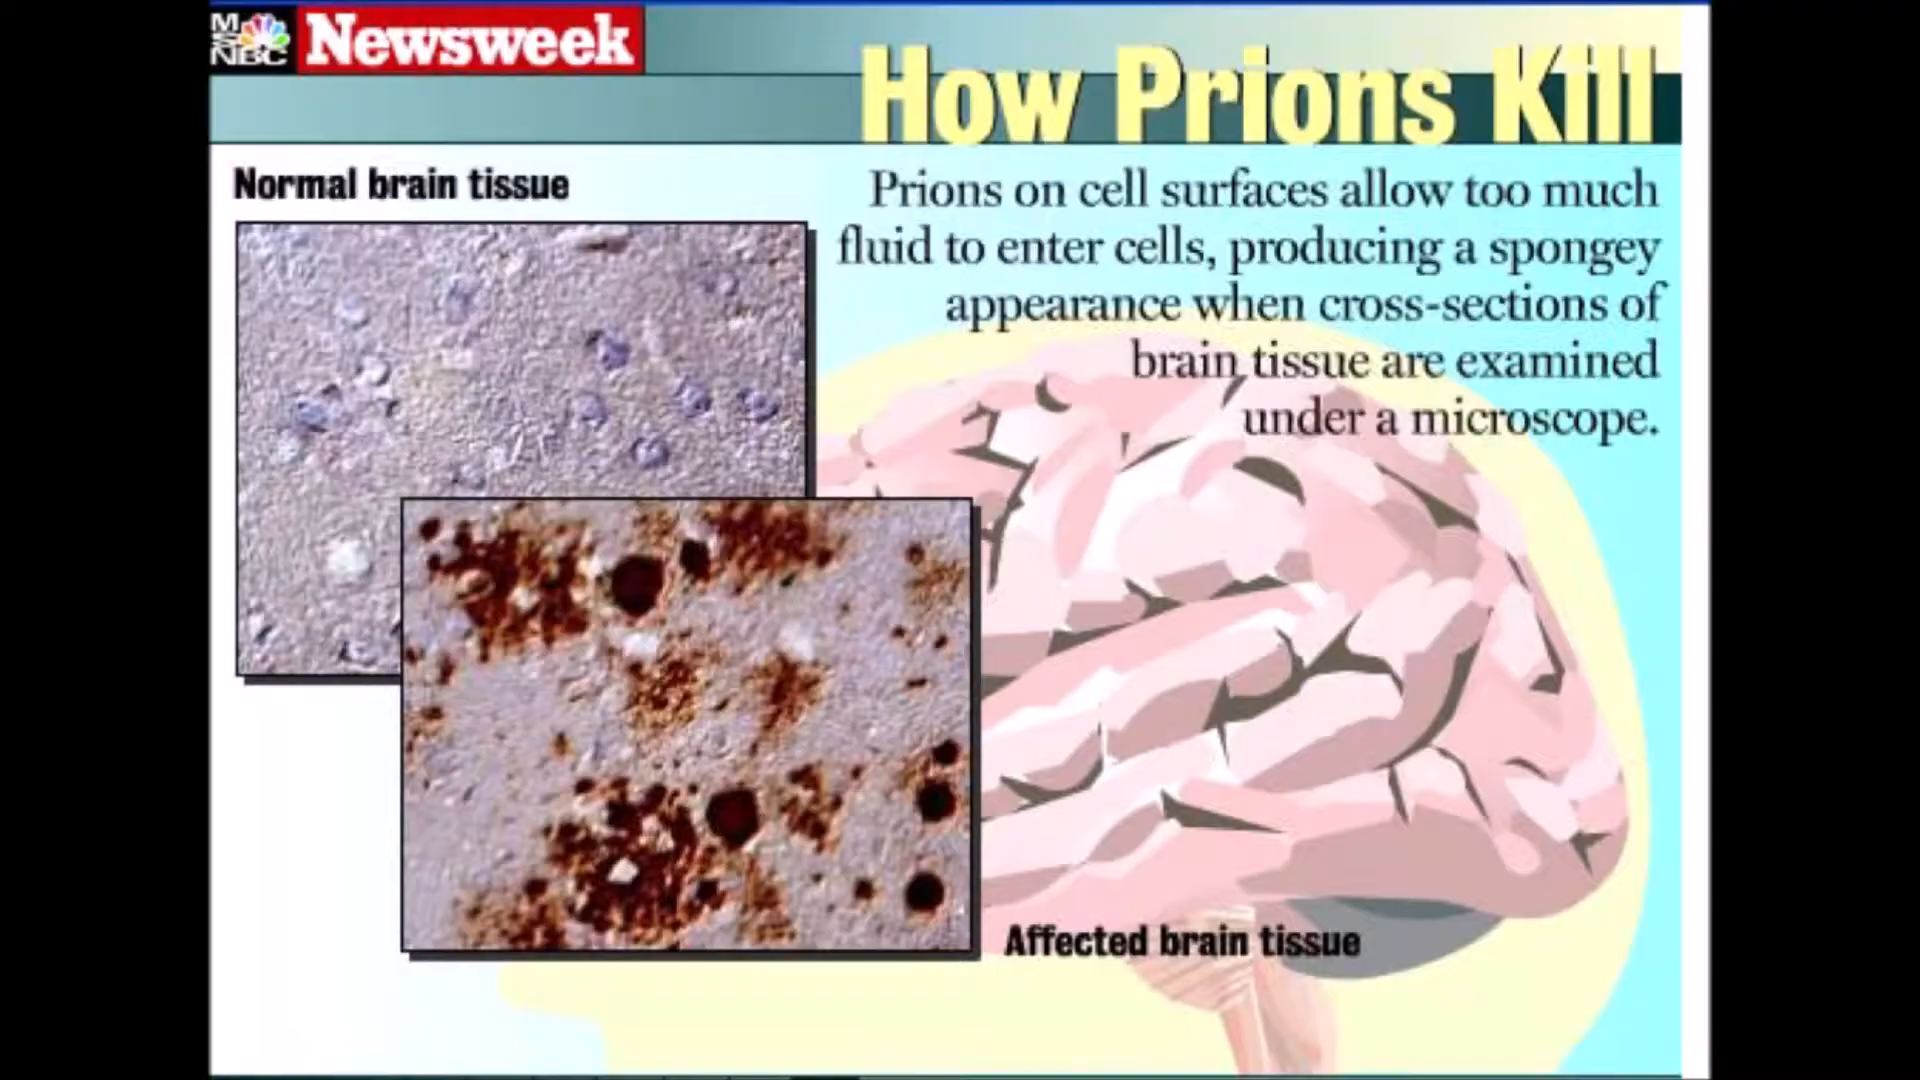 MSNBC
Newsweek
How Prions Kill
Normal brain tissue
Prions on cell surfaces allow too much
fluid to enter cells, producing a spongey
appearance when cross-sections of
brain tissue are examined
under a microscope.
Affected brain tissue